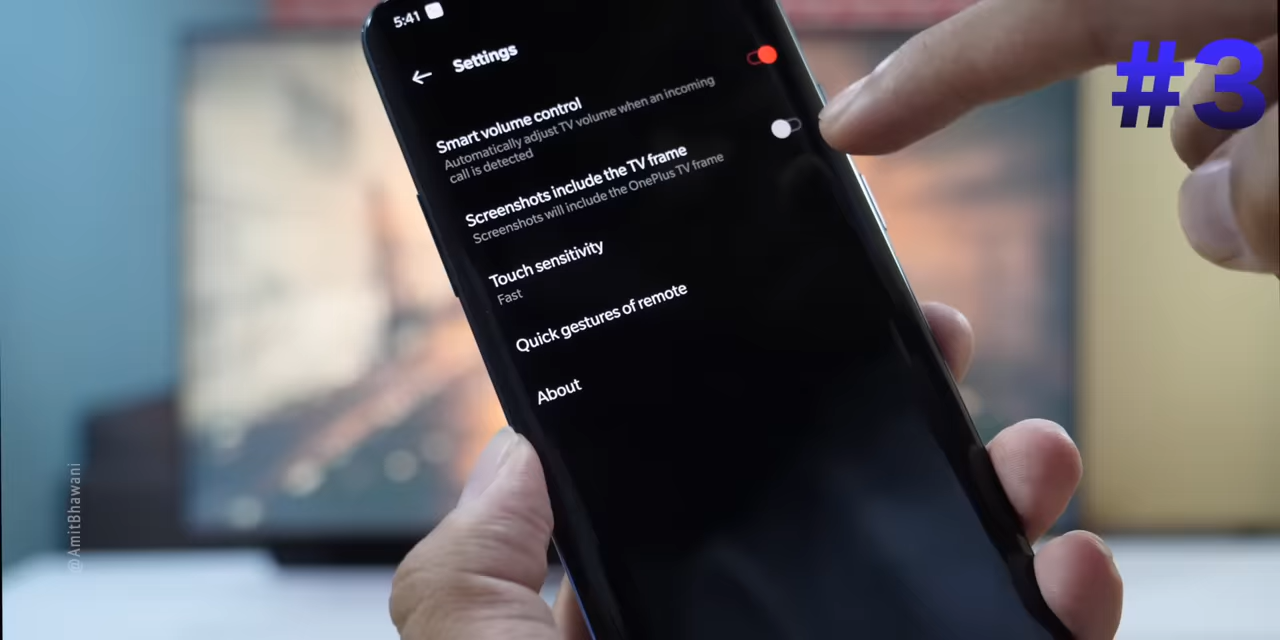 5:41
#3
Settings
Smart volume control
Automatically adjust TV volume when an incoming
call is detected
Screenshots include the TV frame
Screenshots will include the OnePlus TV frame
Touch sensitivity
Fast
Quick gestures of remote
About
@AmitBhawani